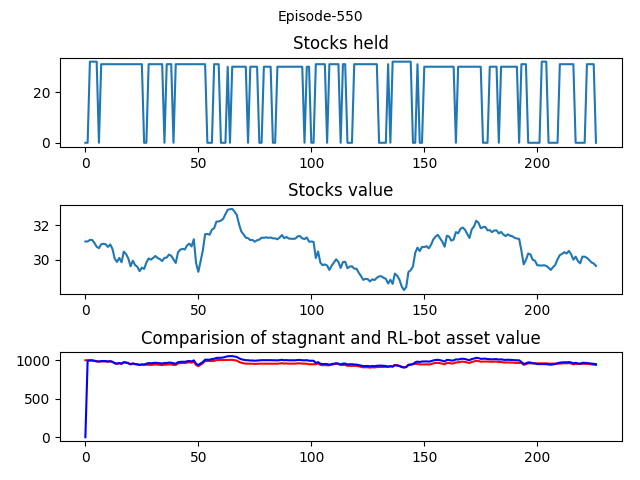 Episode-550
Stocks held
20
0
0 50 100 150 200
Stocks value
32
30
0 50 100 150 200
Comparision of stagnant and RL-bot asset value
1000
500
0
0 50 100 150 200